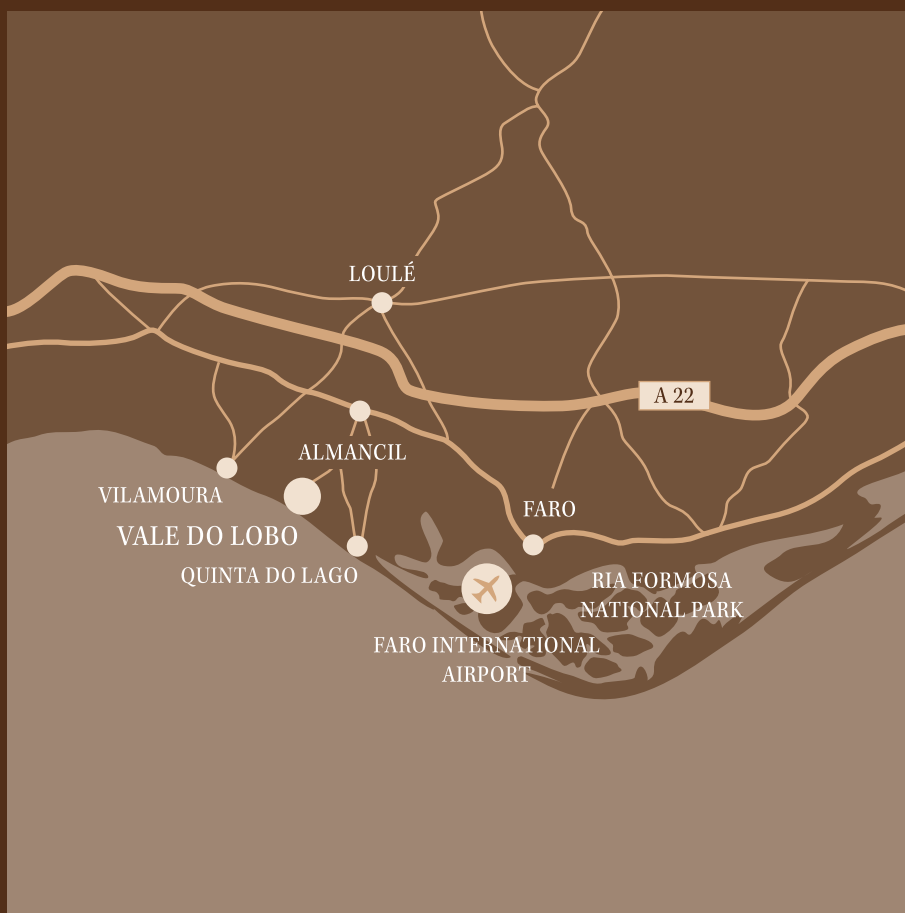 LOULÉ
A 22
ALMANCIL
VILAMOURA
FARO
VALE DO LOBO
QUINTA DO LAGO
RIA FORMOSA
NATIONAL PARK
FARO INTERNATIONAL
AIRPORT